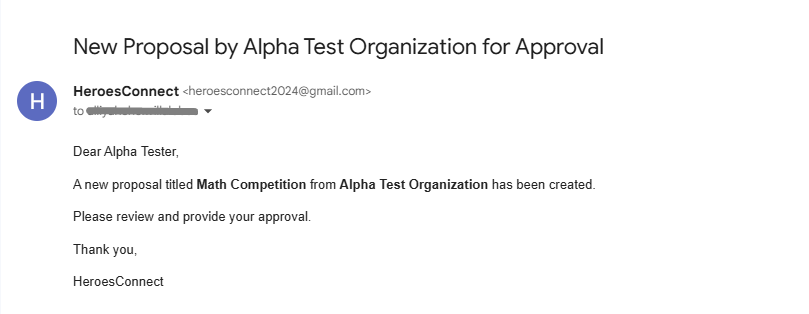 New Proposal by Alpha Test Organization for Approval
H
HeroesConnect <heroesconnect2024@gmail.com>
to
Dear Alpha Tester,
A new proposal titled Math Competition from Alpha Test Organization has been created.
Please review and provide your approval.
Thank you,
HeroesConnect